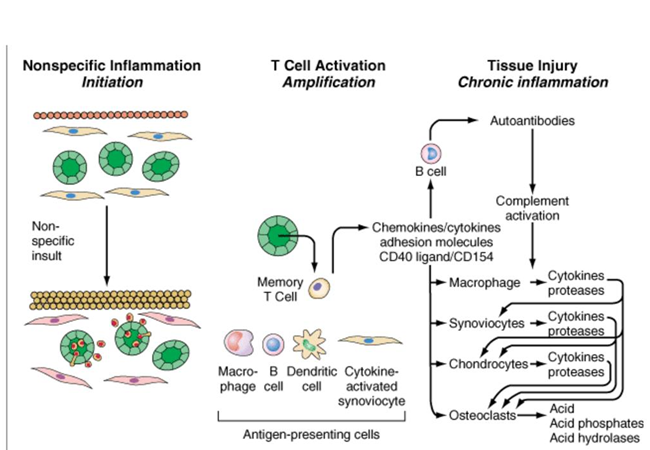 Nonspecific Inflammation
Initiation
T Cell Activation
Amplification
Tissue Injury
Chronic inflammation
Non-
specific
insult
Memory
T Cell
Macro-
phage
B
cell
Dendritic
cell
Cytokine-
activated
synoviocyte
Antigen-presenting cells
Autoantibodies
B cell
Complement
activation
Chemokines/cytokines
adhesion molecules
CD40 ligand/CD154
Macrophage
Cytokines
proteases
Synoviocytes
Cytokines
proteases
Chondrocytes
Cytokines
proteases
Osteoclasts
Acid
Acid phosphates
Acid hydrolases